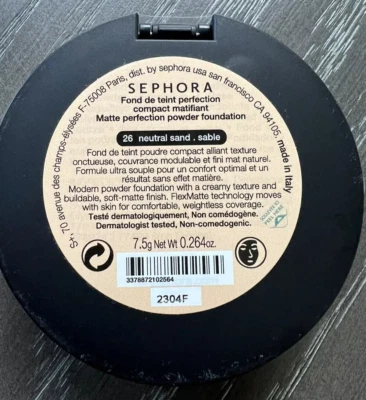 SEPHORA
Fond de teint perfection
compact matifiant
Matte perfection powder foundation
26 neutral sand . sable
Fond de teint poudre compact alliant texture
onctueuse, couvrance modulable et fini mat naturel.
Formule ultra souple pour un confort optimal et un
résultat sans effet matière.
Modern powder foundation with a creamy texture and
buildable, soft-matte finish. FlexMatte technology moves
with skin for comfortable, weightless coverage.
Testé dermatologiquement, Non comédogène.
Dermatologist tested, Non-comedogenic.
7.5g Net Wt 0.264oz.
3378872102564
2304F
70 avenue des champs-élysées F-75008 Paris, dist. by sephora usa san francisco CA 94105. made in Italy